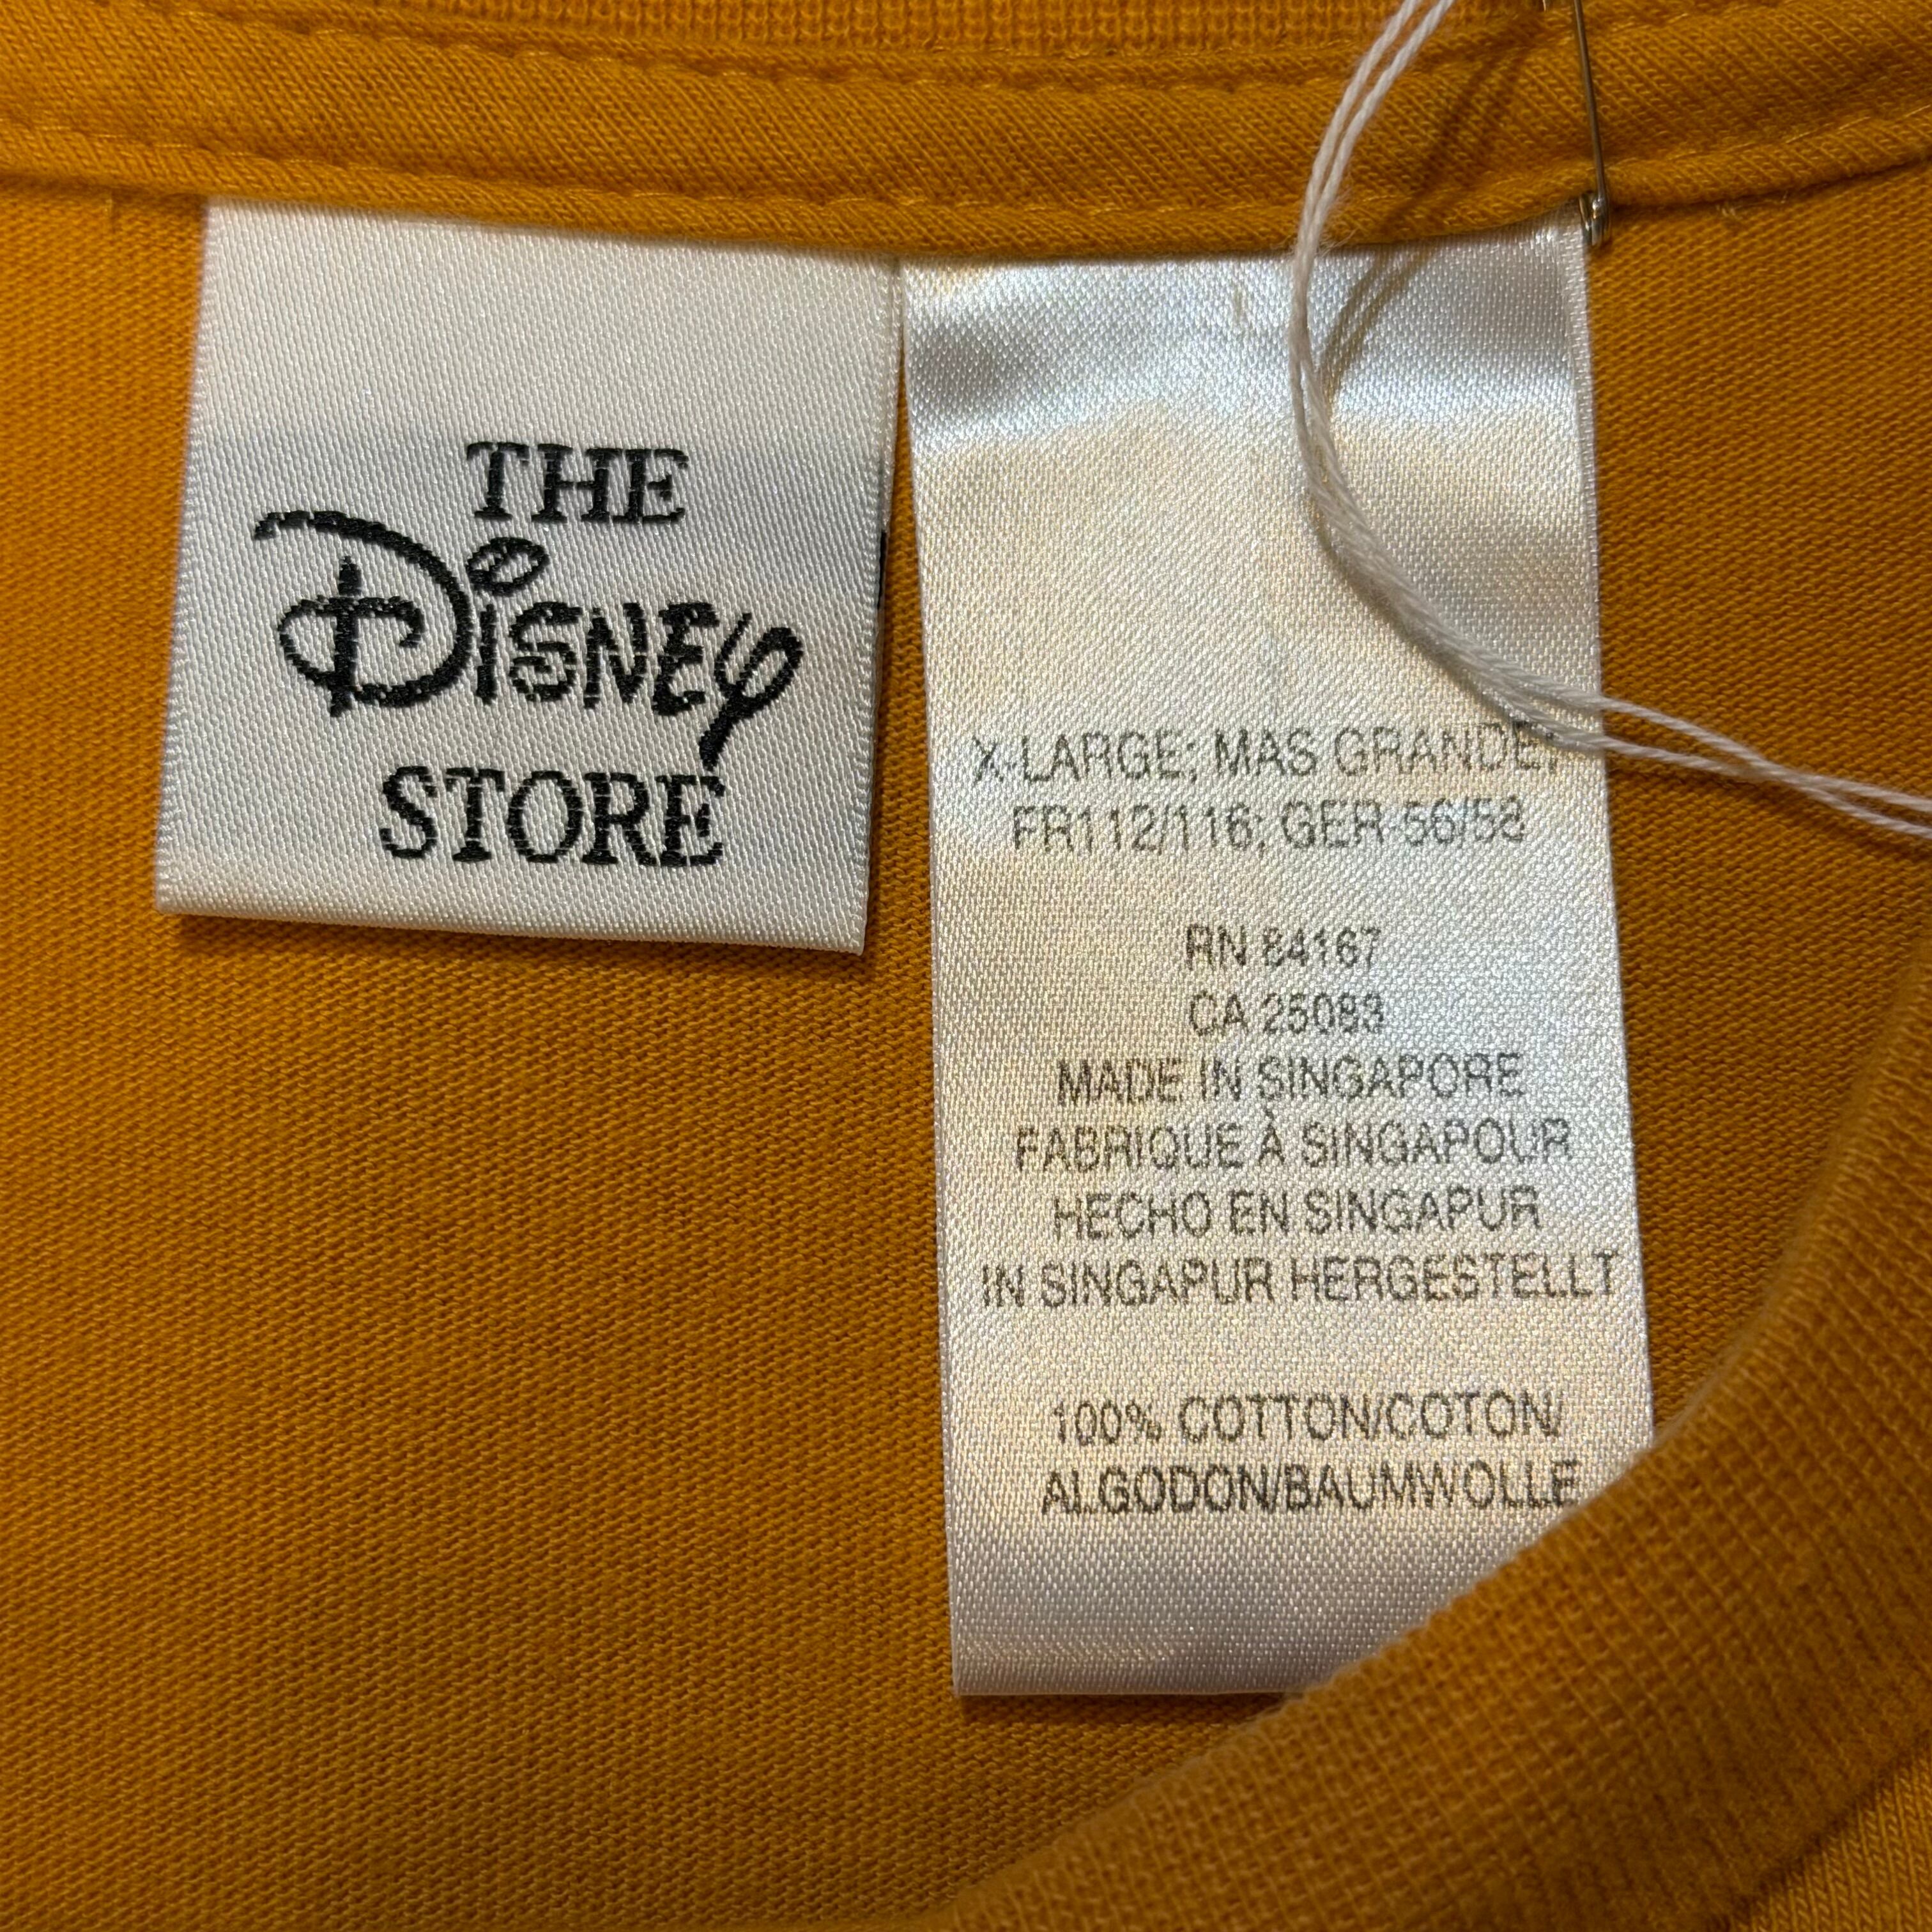 THE
DISNEY
STORE
X-LARGE; MAS GRANDE;
FR112/116; GER-56/58
RN 84167
CA 25083
MADE IN SINGAPORE
FABRIQUE À SINGAPOUR
HECHO EN SINGAPUR
IN SINGAPUR HERGESTELLT
100% COTTON/COTON/
ALGODON/BAUMWOLLE